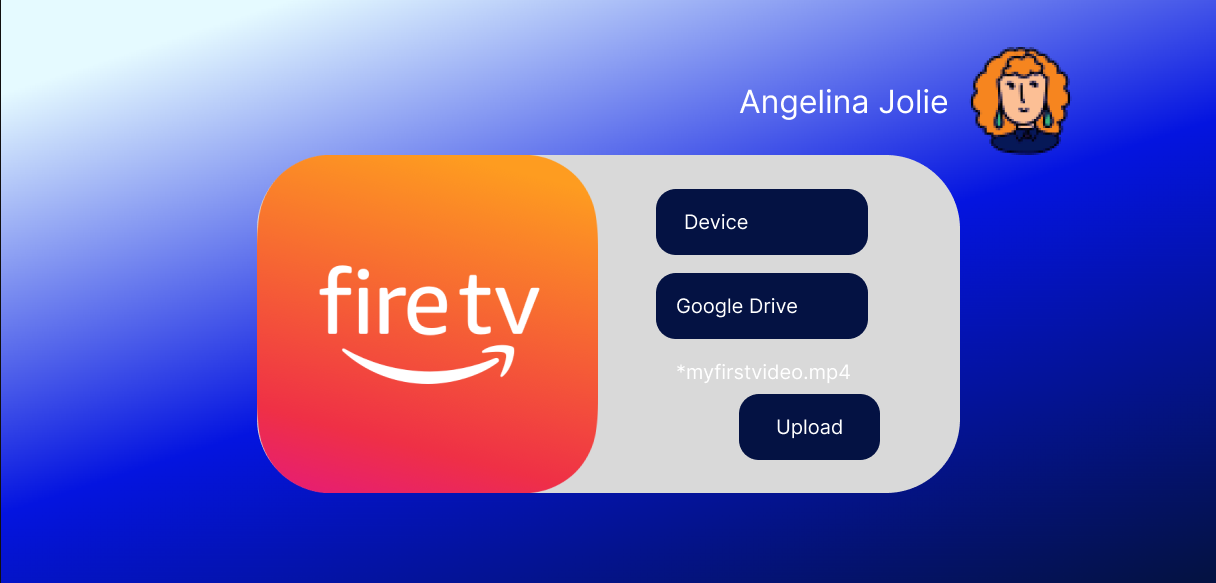 Angelina Jolie
fire tv
Device
Google Drive
*myfirstvideo.mp4
Upload